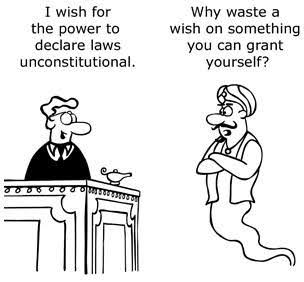 I wish for
the power to
declare laws
unconstitutional.
Why waste a
wish on something
you can grant
yourself?